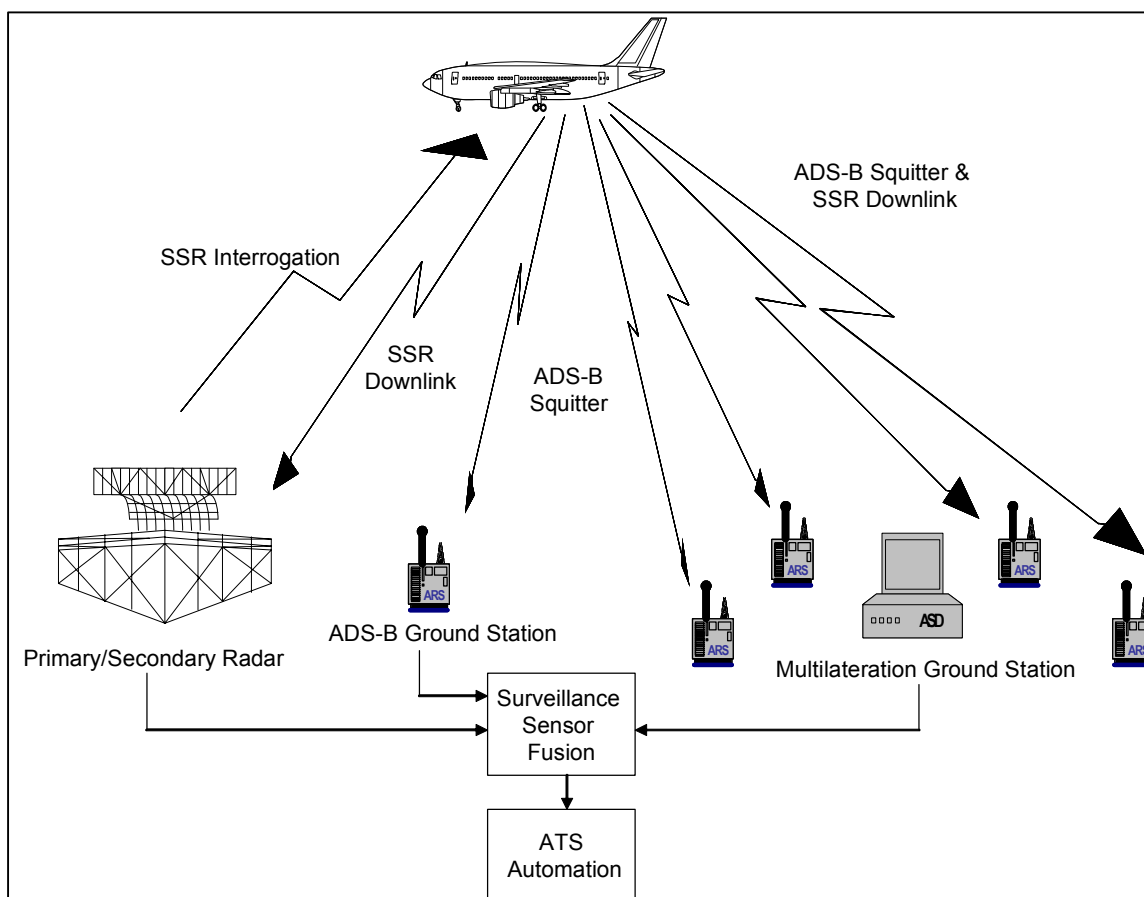 ADS-B Squitter &
SSR Downlink
SSR Interrogation
SSR
Downlink
ADS-B
Squitter
ARS
ARS
ARS
ARS
ARS
ASD
ADS-B Ground Station
Primary/Secondary Radar
Multilateration Ground Station
Surveillance
Sensor
Fusion
ATS
Automation